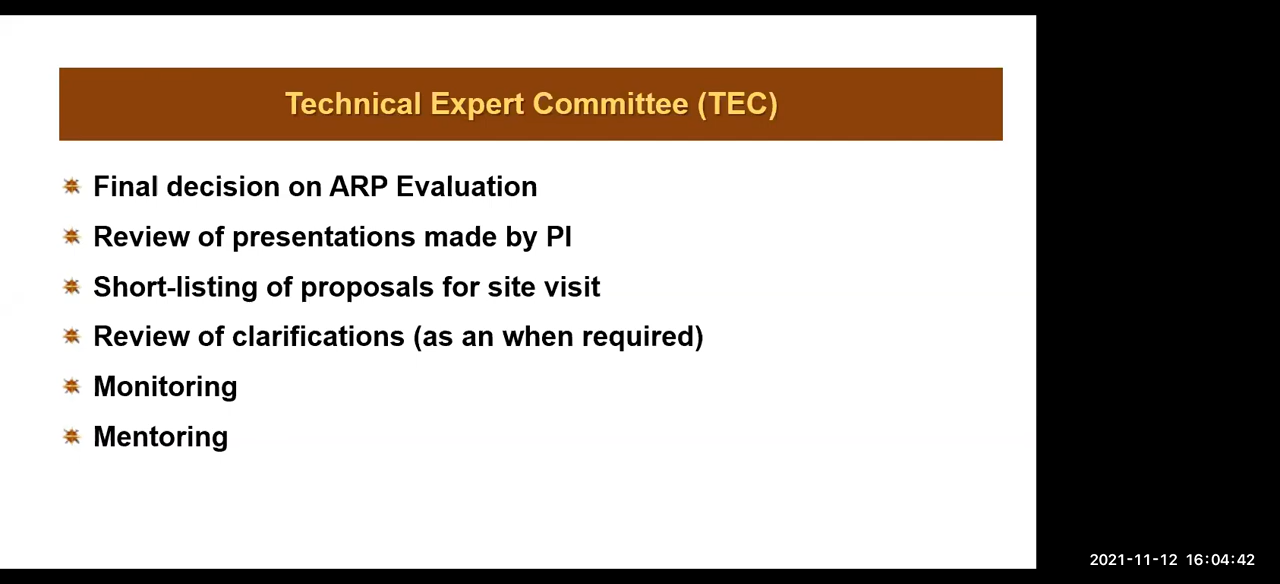 Technical Expert Committee (TEC)
Final decision on ARP Evaluation
Review of presentations made by PI
Short-listing of proposals for site visit
Review of clarifications (as an when required)
Monitoring
Mentoring
2021-11-12 16:04:42